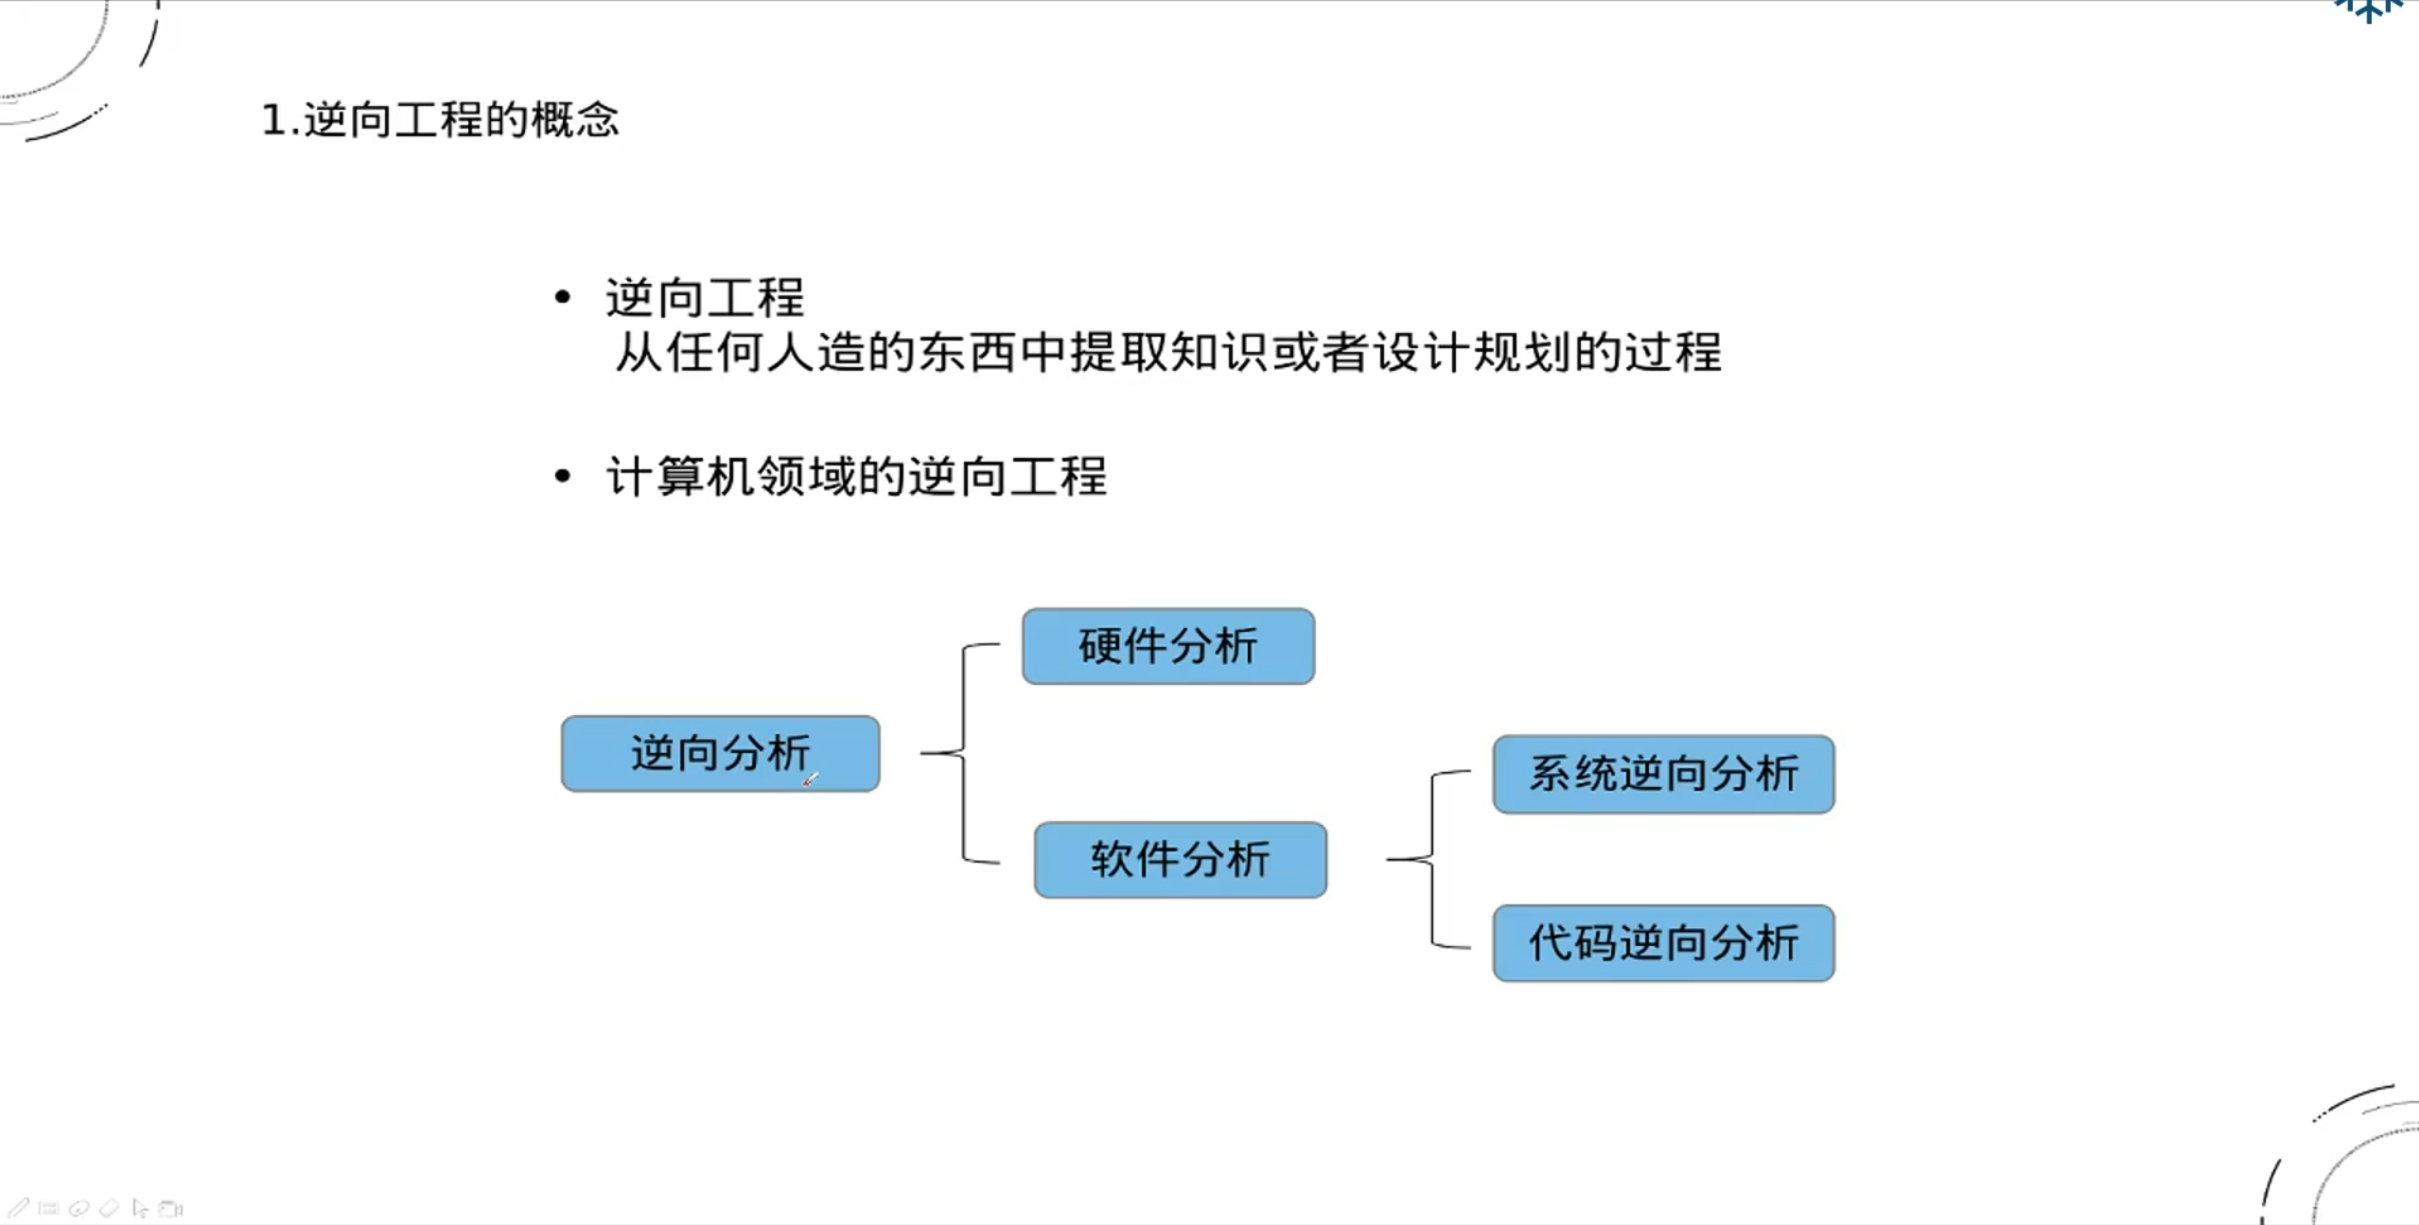 1.逆向工程的概念
• 逆向工程
从任何人造的东西中提取知识或者设计规划的过程
• 计算机领域的逆向工程
硬件分析
逆向分析
系统逆向分析
软件分析
代码逆向分析